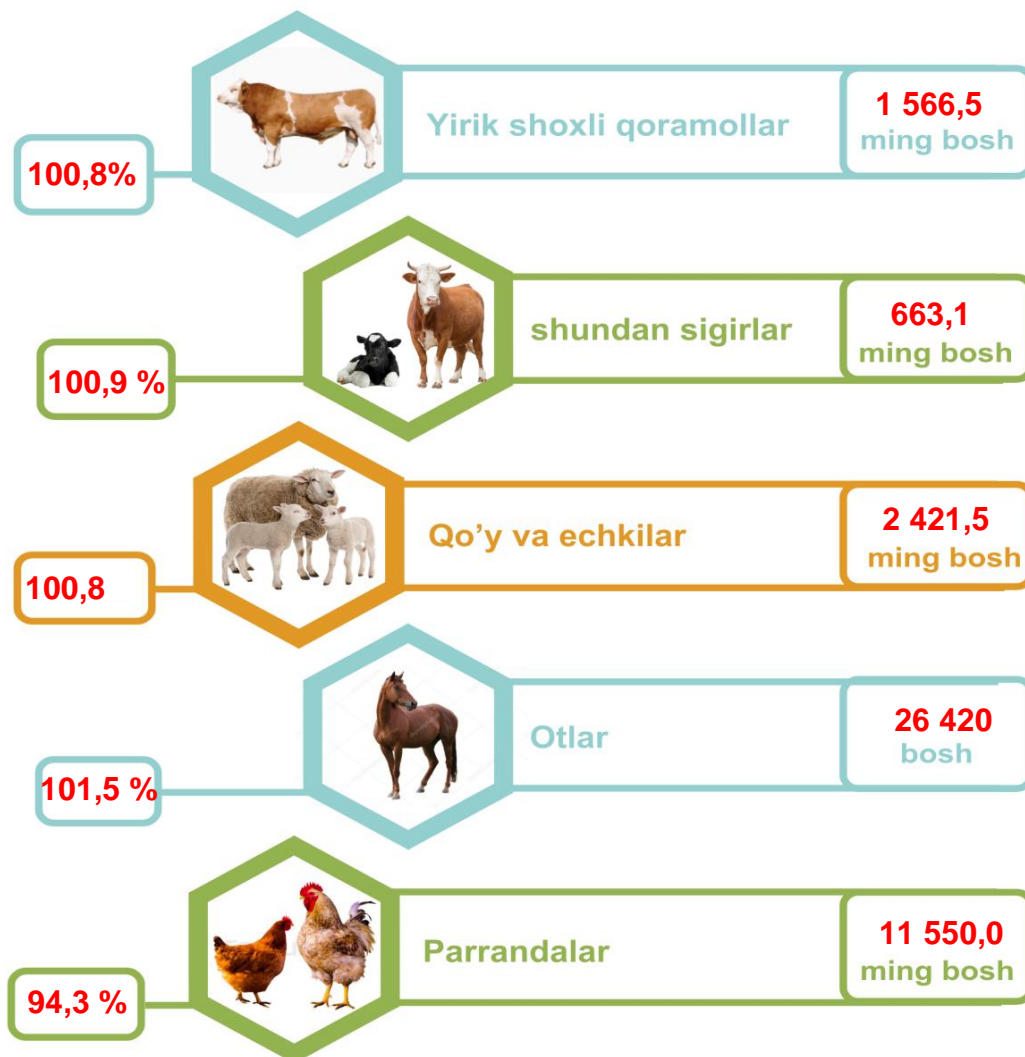 Yirik shoxli qoramollar
1 566,5
ming bosh
100,8%
shundan sigirlar
663,1
ming bosh
100,9 %
Qo’y va echkilar
2 421,5
ming bosh
100,8
Otlar
26 420
bosh
101,5 %
Parrandalar
11 550,0
ming bosh
94,3 %